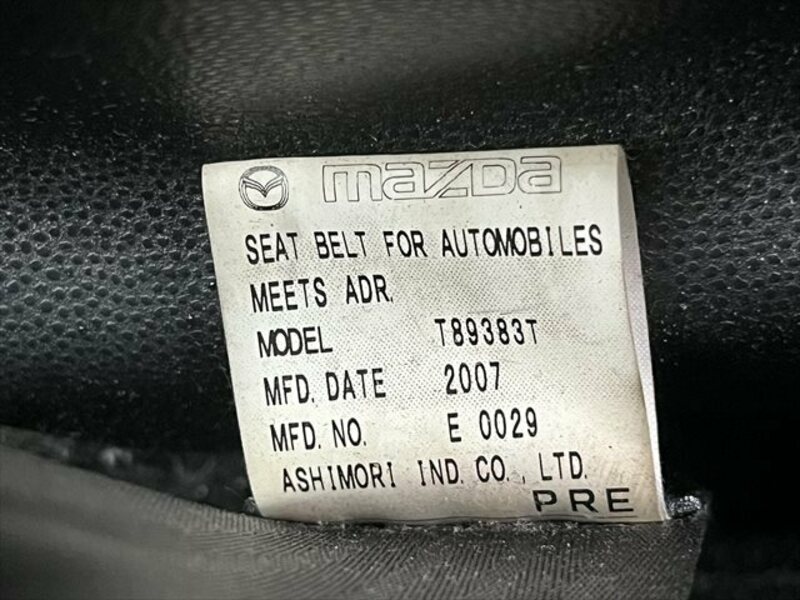 mazda
SEAT BELT FOR AUTOMOBILES
MEETS ADR.
MODEL T89383T
MFD. DATE 2007
MFD. NO. E 0029
ASHIMORI IND. CO., LTD.
PRE